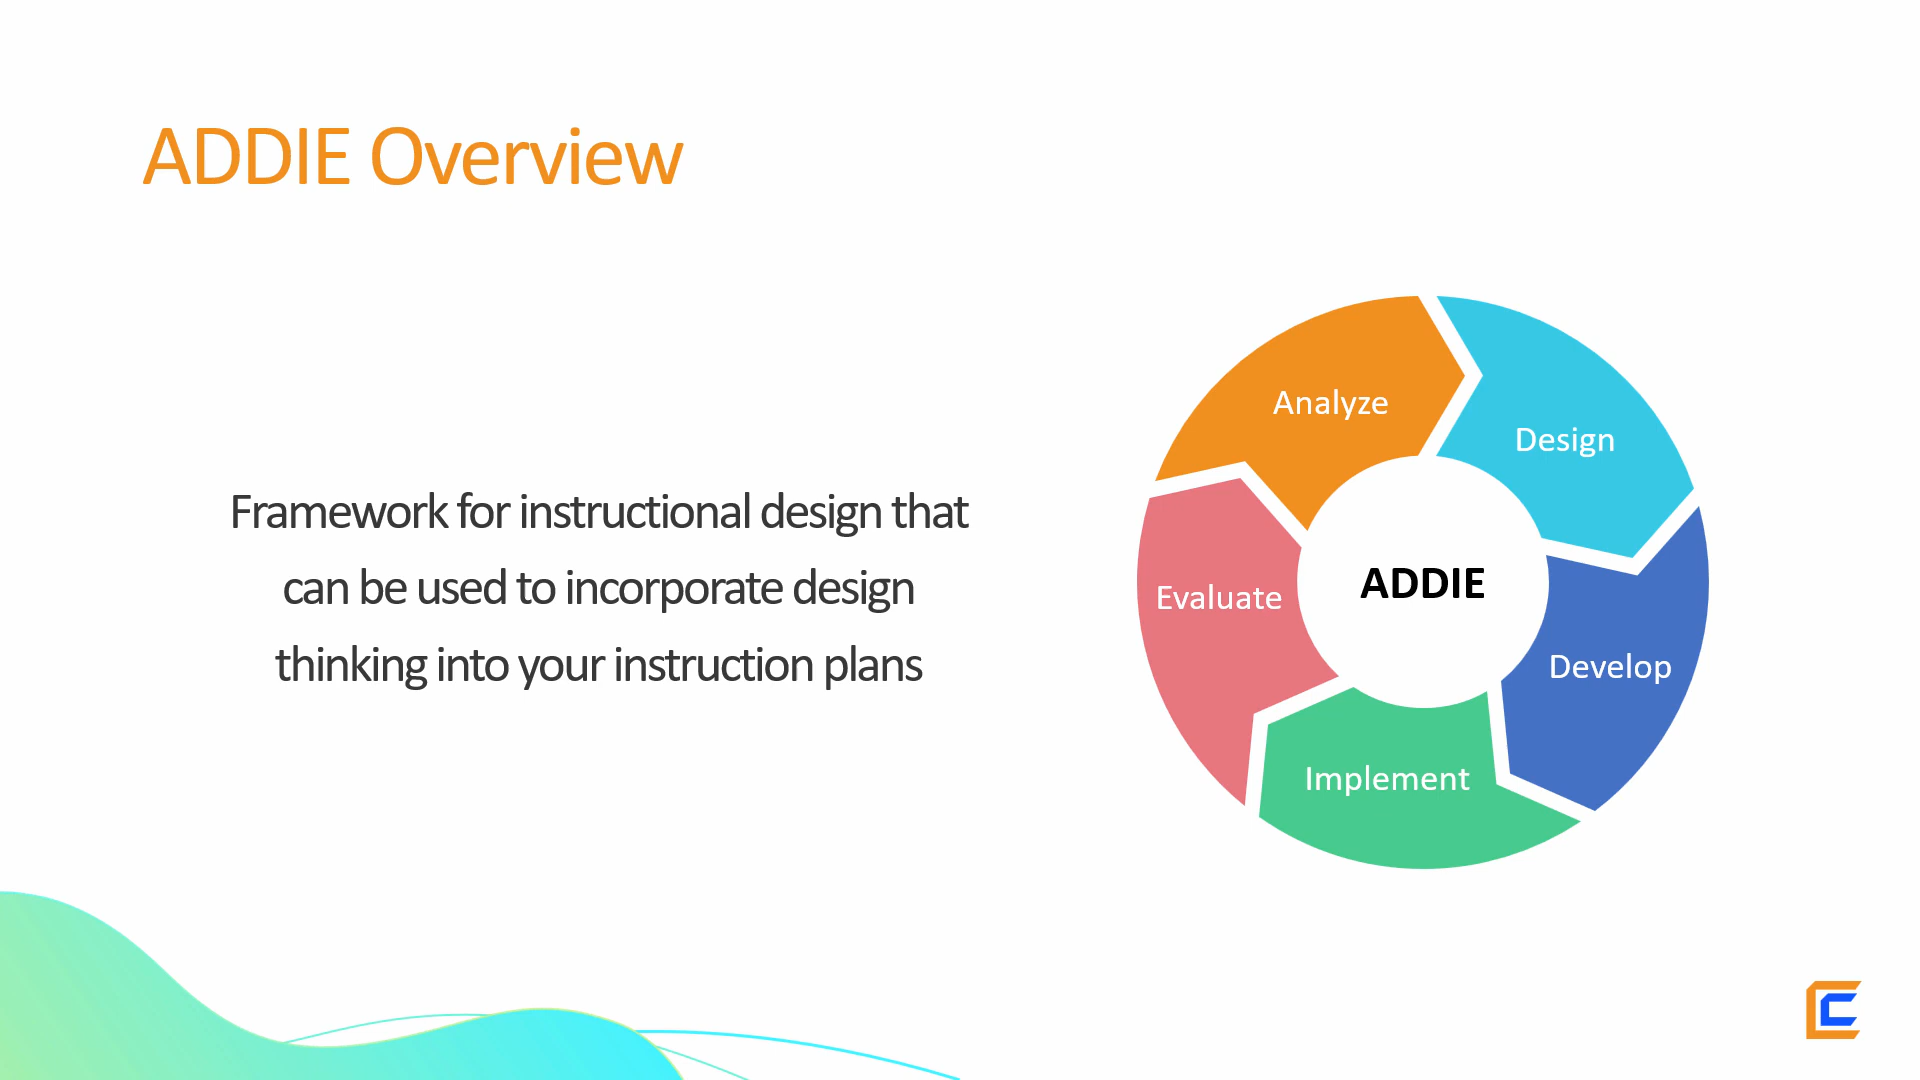 ADDIE Overview
Framework for instructional design that
can be used to incorporate design
thinking into your instruction plans
Analyze
Design
Develop
Implement
Evaluate
ADDIE